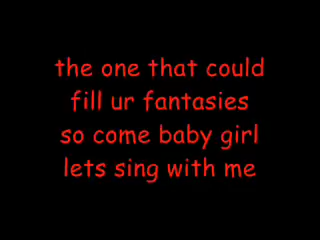 the one that could
fill ur fantasies
so come baby girl
lets sing with me